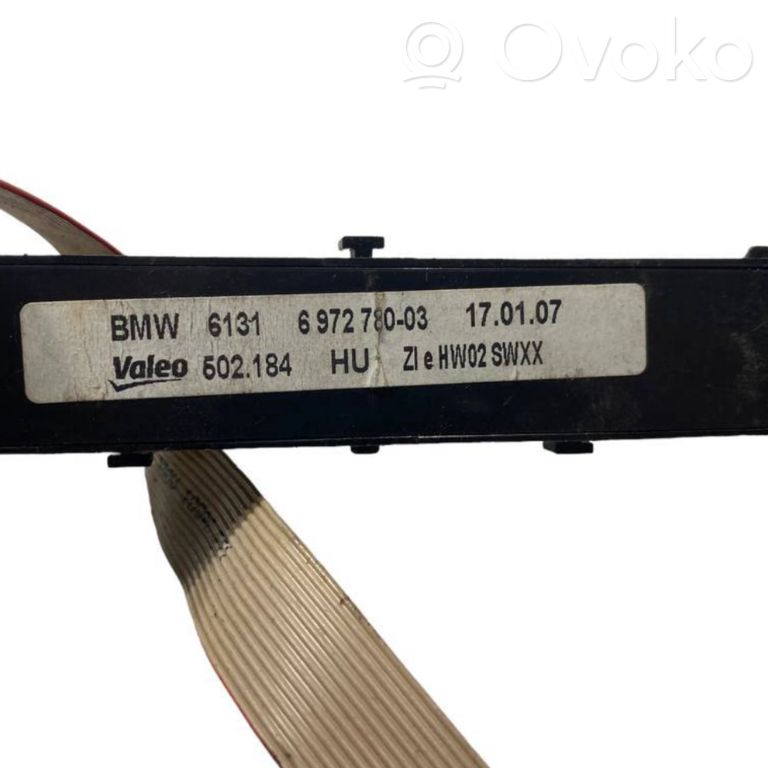 Ovoko
BMW 6131 6 972 780-03 17.01.07
Valeo 502.184 HU ZI e HW02 SWXX